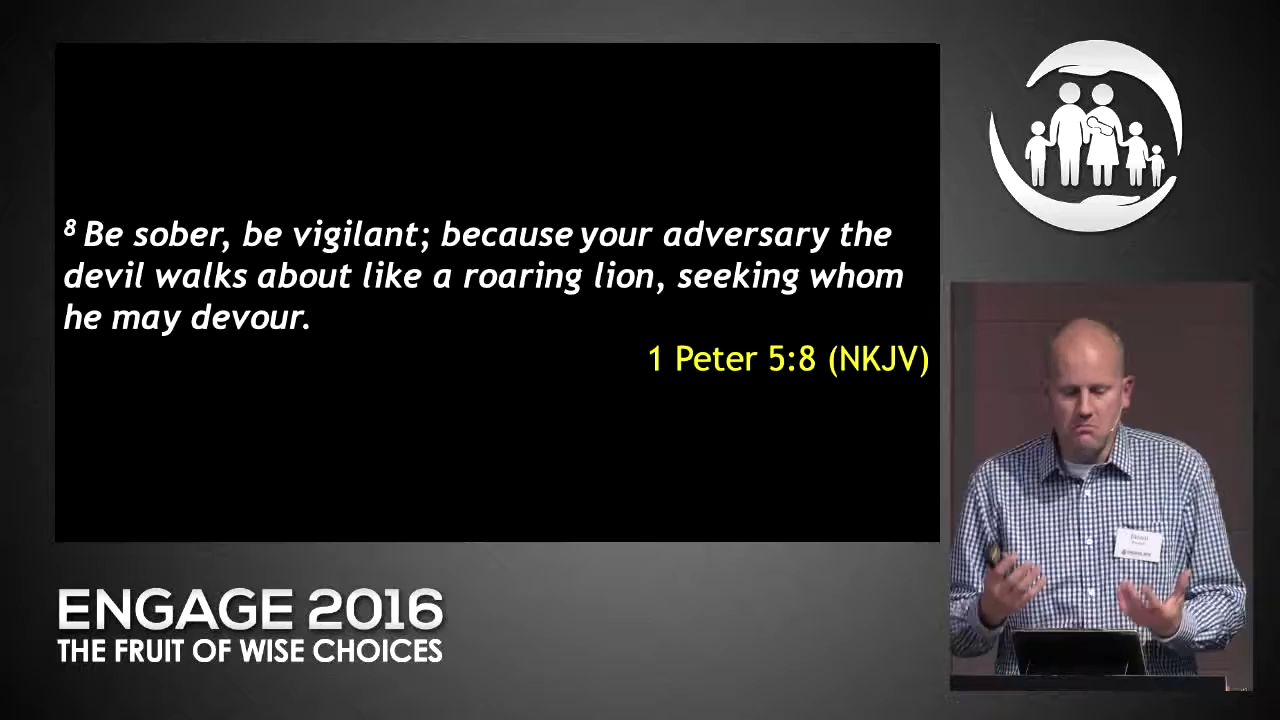 8 Be sober, be vigilant; because your adversary the
devil walks about like a roaring lion, seeking whom
he may devour.
1 Peter 5:8 (NKJV)
ENGAGE 2016
THE FRUIT OF WISE CHOICES